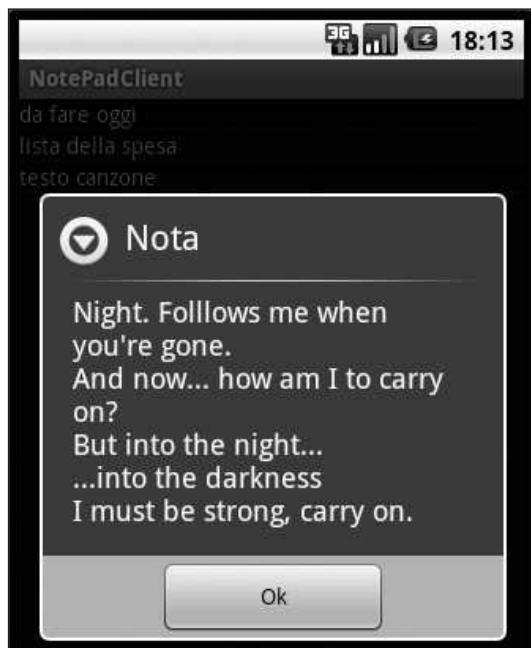 3G 18:13
NotePadClient
da fare oggi
lista della spesa
testo canzone
Nota
Night. Folllows me when
you're gone.
And now... how am I to carry
on?
But into the night...
...into the darkness
I must be strong, carry on.
Ok